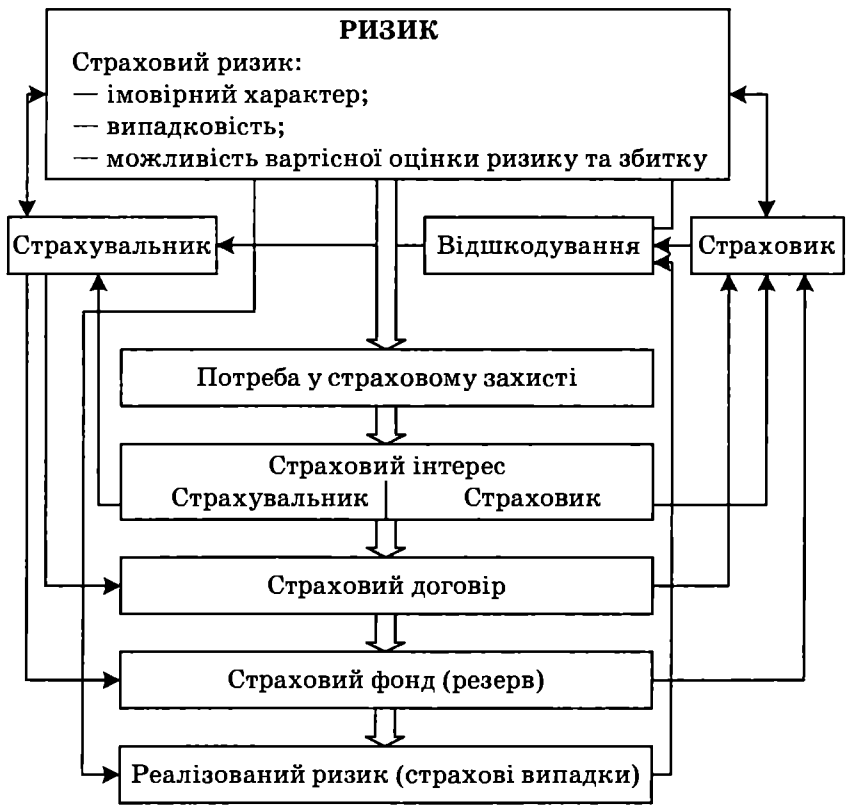 РИЗИК
Страховий ризик:
— імовірний характер;
— випадковість;
— можливість вартісної оцінки ризику та збитку
Страхувальник
Відшкодування
Страховик
Потреба у страховому захисті
Страховий інтерес
Страхувальник
Страховик
Страховий договір
Страховий фонд (резерв)
Реалізований ризик (страхові випадки)